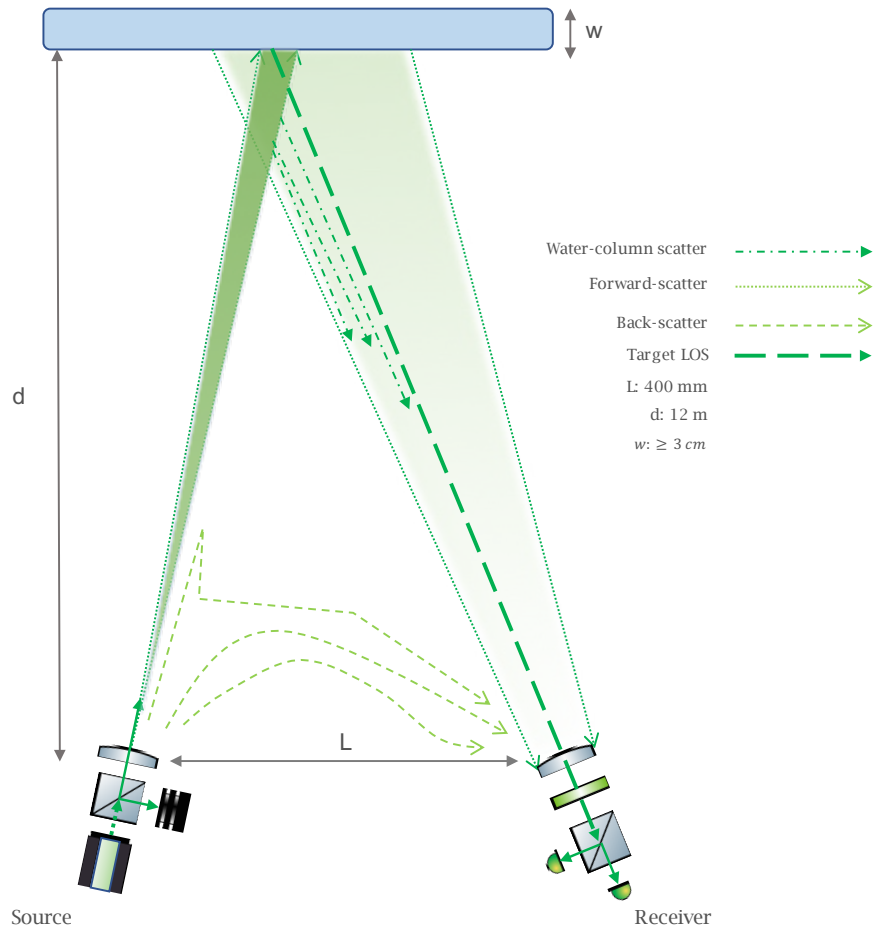 w
d
Water-column scatter
Forward-scatter
Back-scatter
Target LOS
L: 400 mm
d: 12 m
w: ≥ 3 cm
L
Source
Receiver